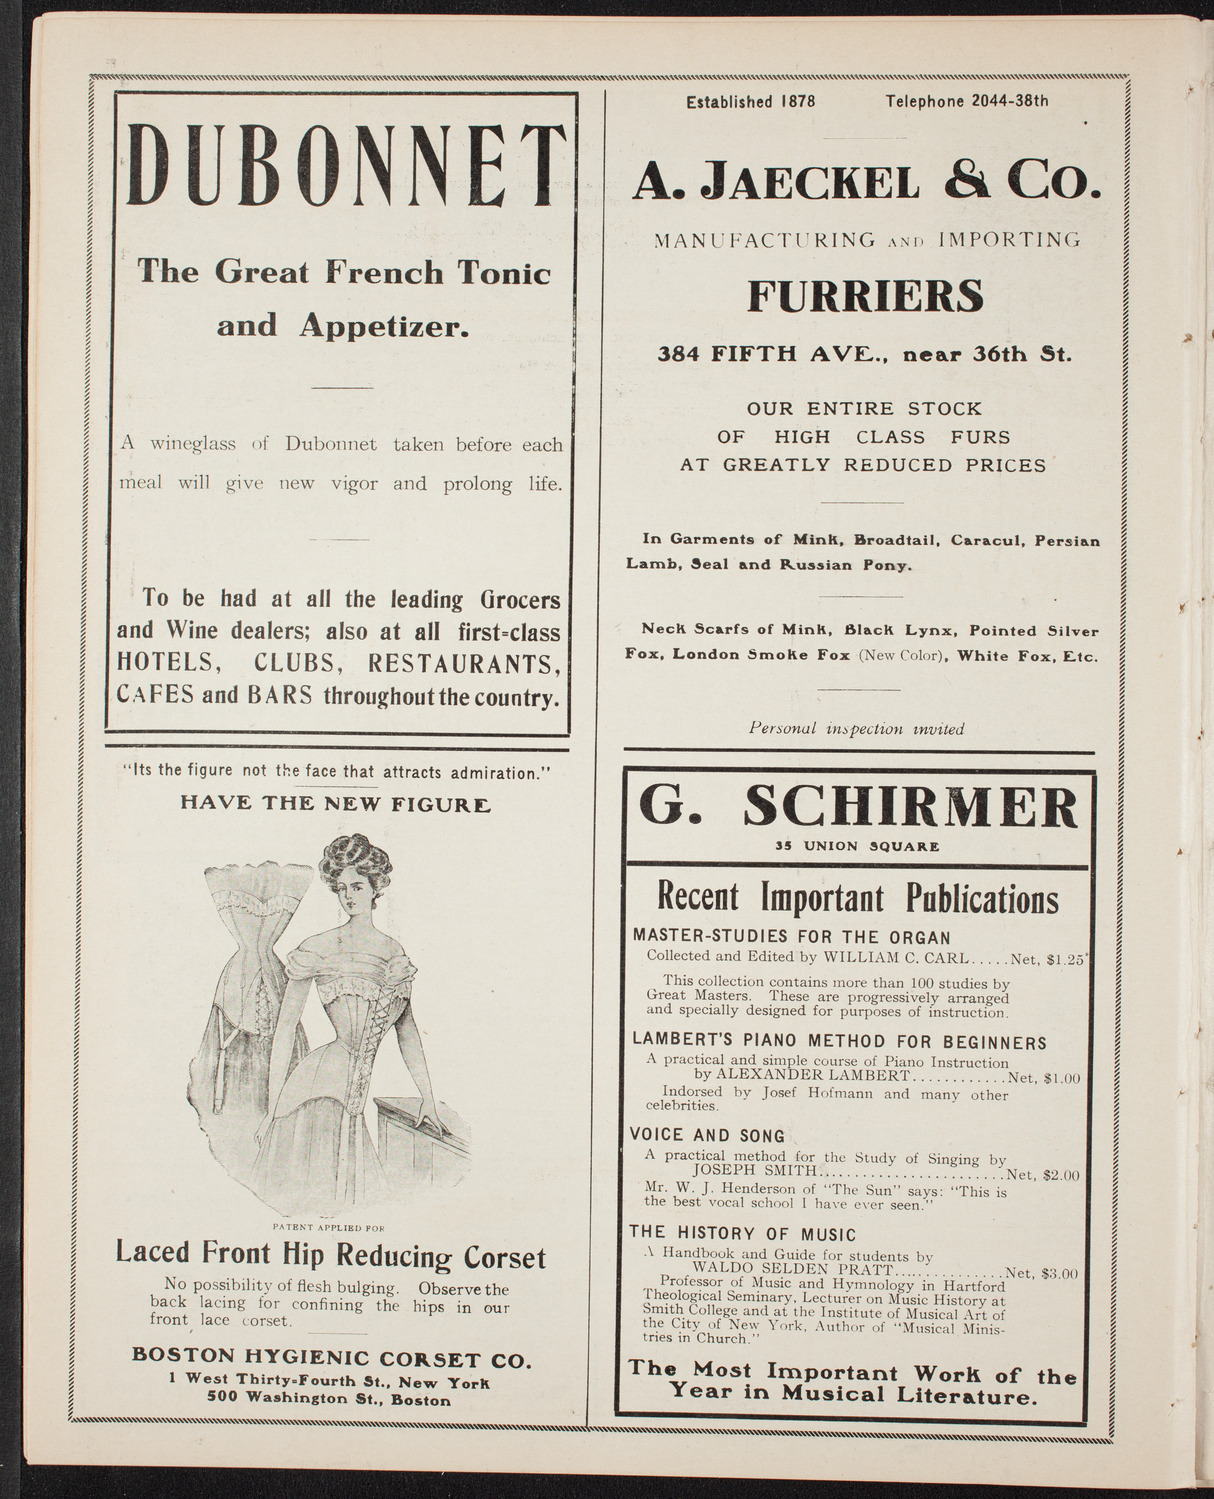 DUBONNET
The Great French Tonic
and Appetizer.
A wineglass of Dubonnet taken before each
meal will give new vigor and prolong life.
To be had at all the leading Grocers
and Wine dealers; also at all first-class
HOTELS, CLUBS, RESTAURANTS,
CAFES and BARS throughout the country.
"Its the figure not the face that attracts admiration."
HAVE THE NEW FIGURE
PATENT APPLIED FOR
Laced Front Hip Reducing Corset
No possibility of flesh bulging. Observe the
back lacing for confining the hips in our
front lace corset.
BOSTON HYGIENIC CORSET CO.
1 West Thirty-Fourth St., New York
500 Washington St., Boston
Established 1878 Telephone 2044-38th
A. JAECKEL & CO.
MANUFACTURING AND IMPORTING
FURRIERS
384 FIFTH AVE., near 36th St.
OUR ENTIRE STOCK
OF HIGH CLASS FURS
AT GREATLY REDUCED PRICES
In Garments of Mink, Broadtail, Caracul, Persian
Lamb, Seal and Russian Pony.
Neck Scarfs of Mink, Black Lynx, Pointed Silver
Fox, London Smoke Fox (New Color), White Fox, Etc.
Personal inspection invited
G. SCHIRMER
35 UNION SQUARE
Recent Important Publications
MASTER-STUDIES FOR THE ORGAN
Collected and Edited by WILLIAM C. CARL.....Net, $1.25
This collection contains more than 100 studies by
Great Masters. These are progressively arranged
and specially designed for purposes of instruction.
LAMBERT'S PIANO METHOD FOR BEGINNERS
A practical and simple course of Piano Instruction
by ALEXANDER LAMBERT............Net, $1.00
Indorsed by Josef Hofmann and many other
celebrities.
VOICE AND SONG
A practical method for the Study of Singing by
JOSEPH SMITH........................Net, $2.00
Mr. W. J. Henderson of "The Sun" says: "This is
the best vocal school I have ever seen."
THE HISTORY OF MUSIC
A Handbook and Guide for students by
WALDO SELDEN PRATT..............Net, $3.00
Professor of Music and Hymnology in Hartford
Theological Seminary, Lecturer on Music History at
Smith College and at the Institute of Musical Art of
the City of New York, Author of "Musical Minis-
tries in Church."
The Most Important Work of the
Year in Musical Literature.